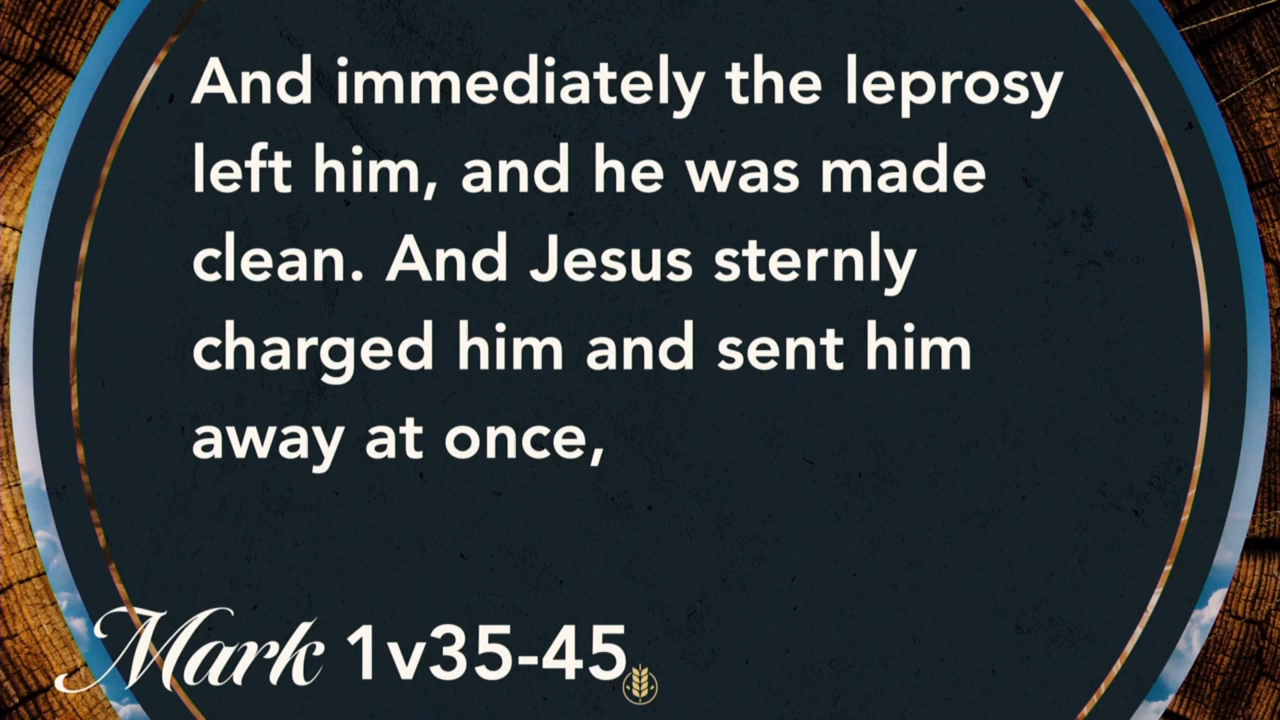 And immediately the leprosy
left him, and he was made
clean. And Jesus sternly
charged him and sent him
away at once,
Mark 1v35-45